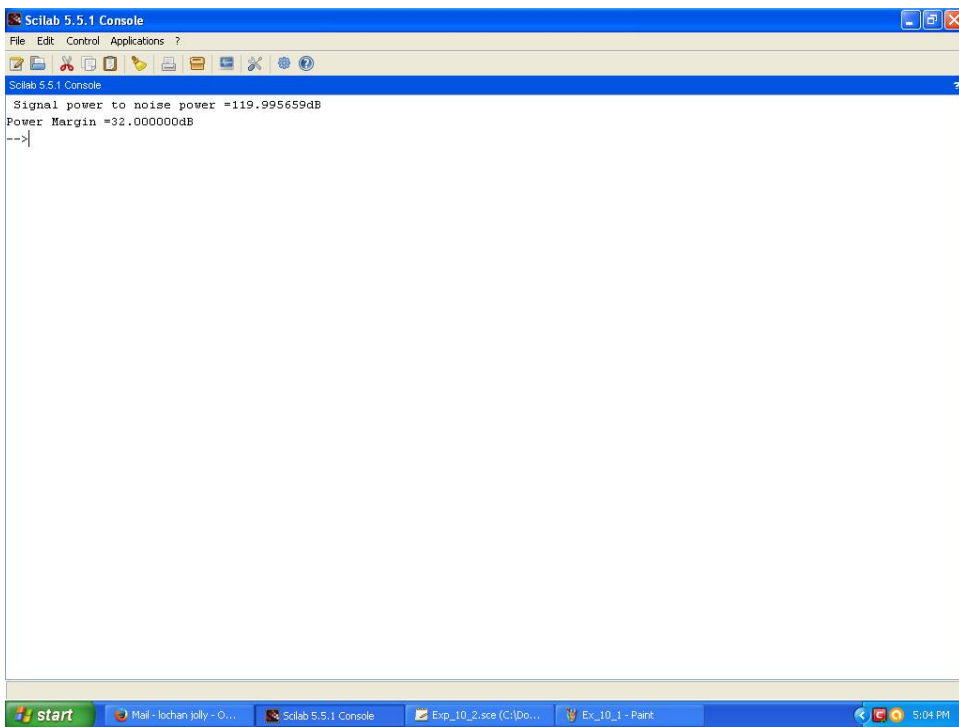 Scilab 5.5.1 Console
File Edit Control Applications ?
Scilab 5.5.1 Console ?
Signal power to noise power =119.995659dB
Power Margin =32.000000dB
-->
start Mail - lochan jolly - O... Scilab 5.5.1 Console Exp_10_2.sce (C:\Do... Ex_10_1 - Paint 5:04 PM